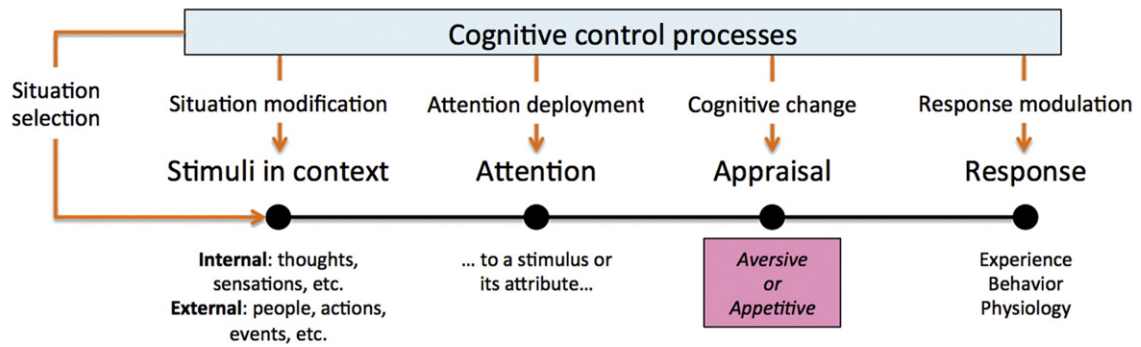 Cognitive control processes
Situation
selection
Situation modification
Attention deployment
Cognitive change
Response modulation
Stimuli in context
Attention
Appraisal
Response
Internal: thoughts,
sensations, etc.
External: people, actions,
events, etc.
... to a stimulus or
its attribute...
Aversive
or
Appetitive
Experience
Behavior
Physiology